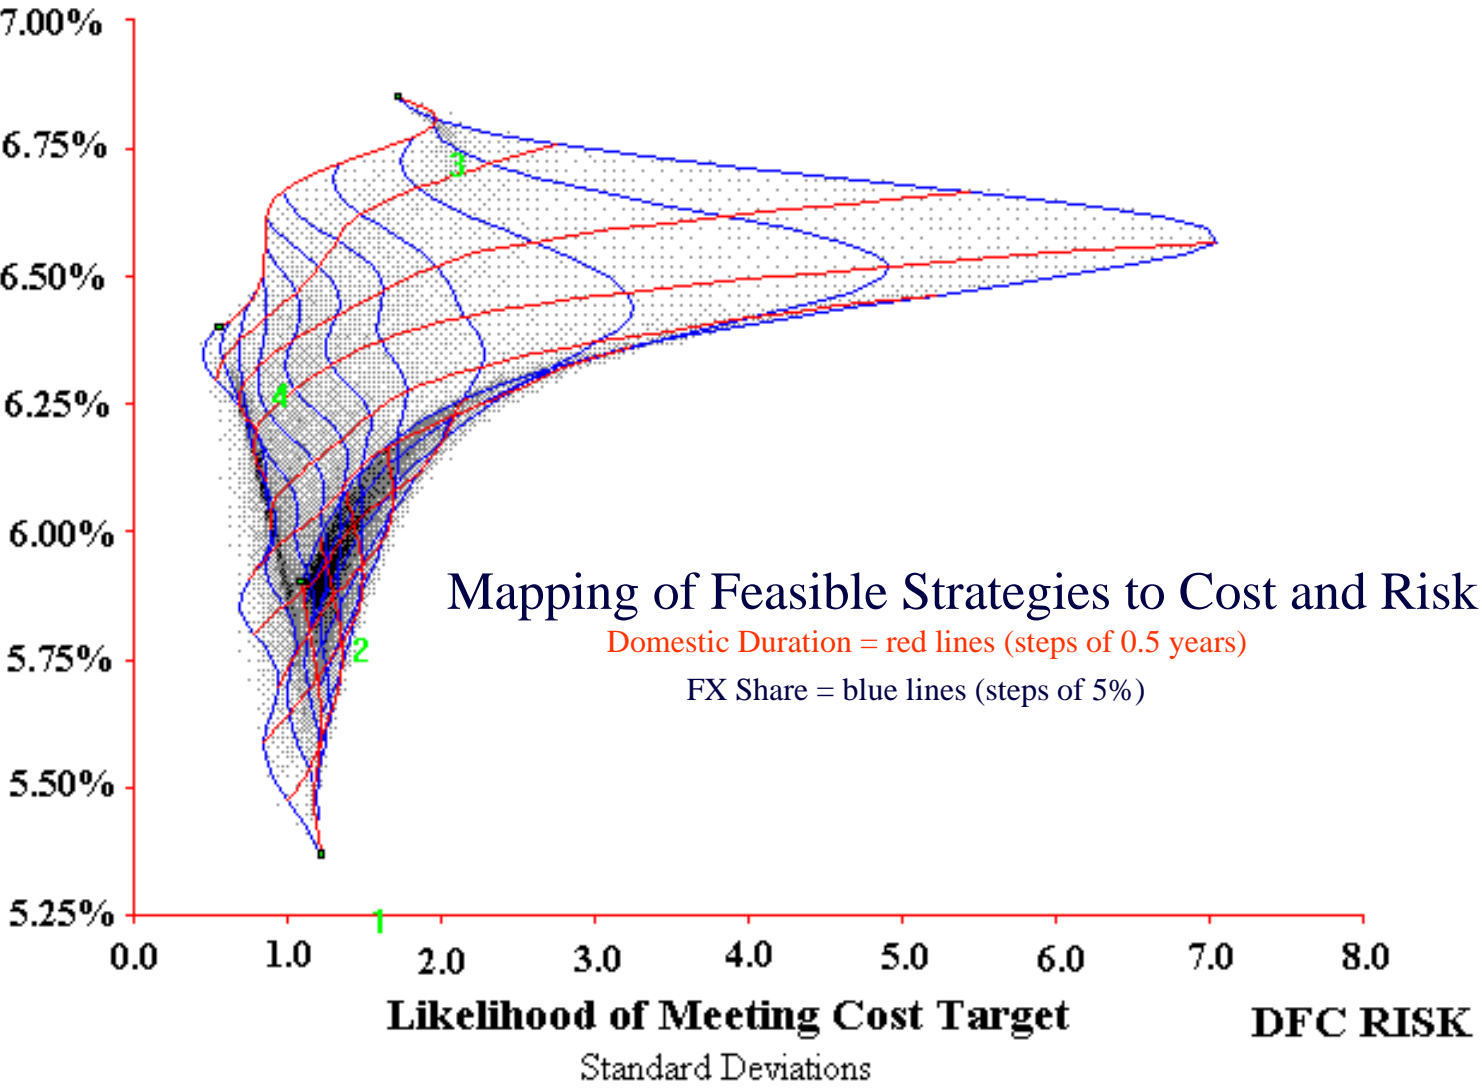 7.00%
6.75%
3
6.50%
6.25%
4
6.00%
Mapping of Feasible Strategies to Cost and Risk
Domestic Duration = red lines (steps of 0.5 years)
2
5.75%
FX Share = blue lines (steps of 5%)
5.50%
5.25%
1
0.0 1.0 2.0 3.0 4.0 5.0 6.0 7.0 8.0
Likelihood of Meeting Cost Target DFC RISK
Standard Deviations